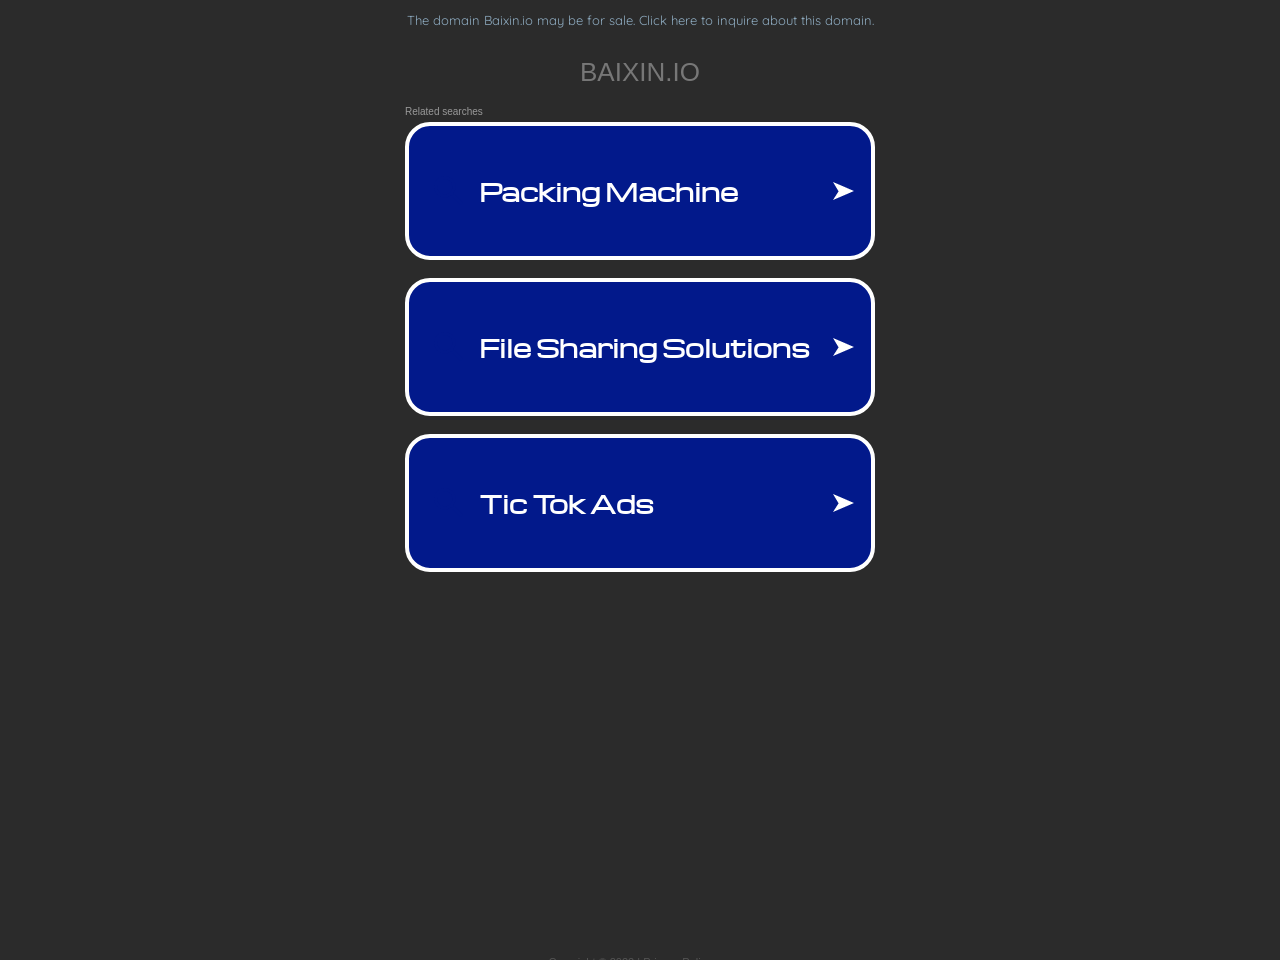 The domain Baixin.io may be for sale. Click here to inquire about this domain.
BAIXIN.IO
Related searches
Packing Machine
File Sharing Solutions
Tic Tok Ads